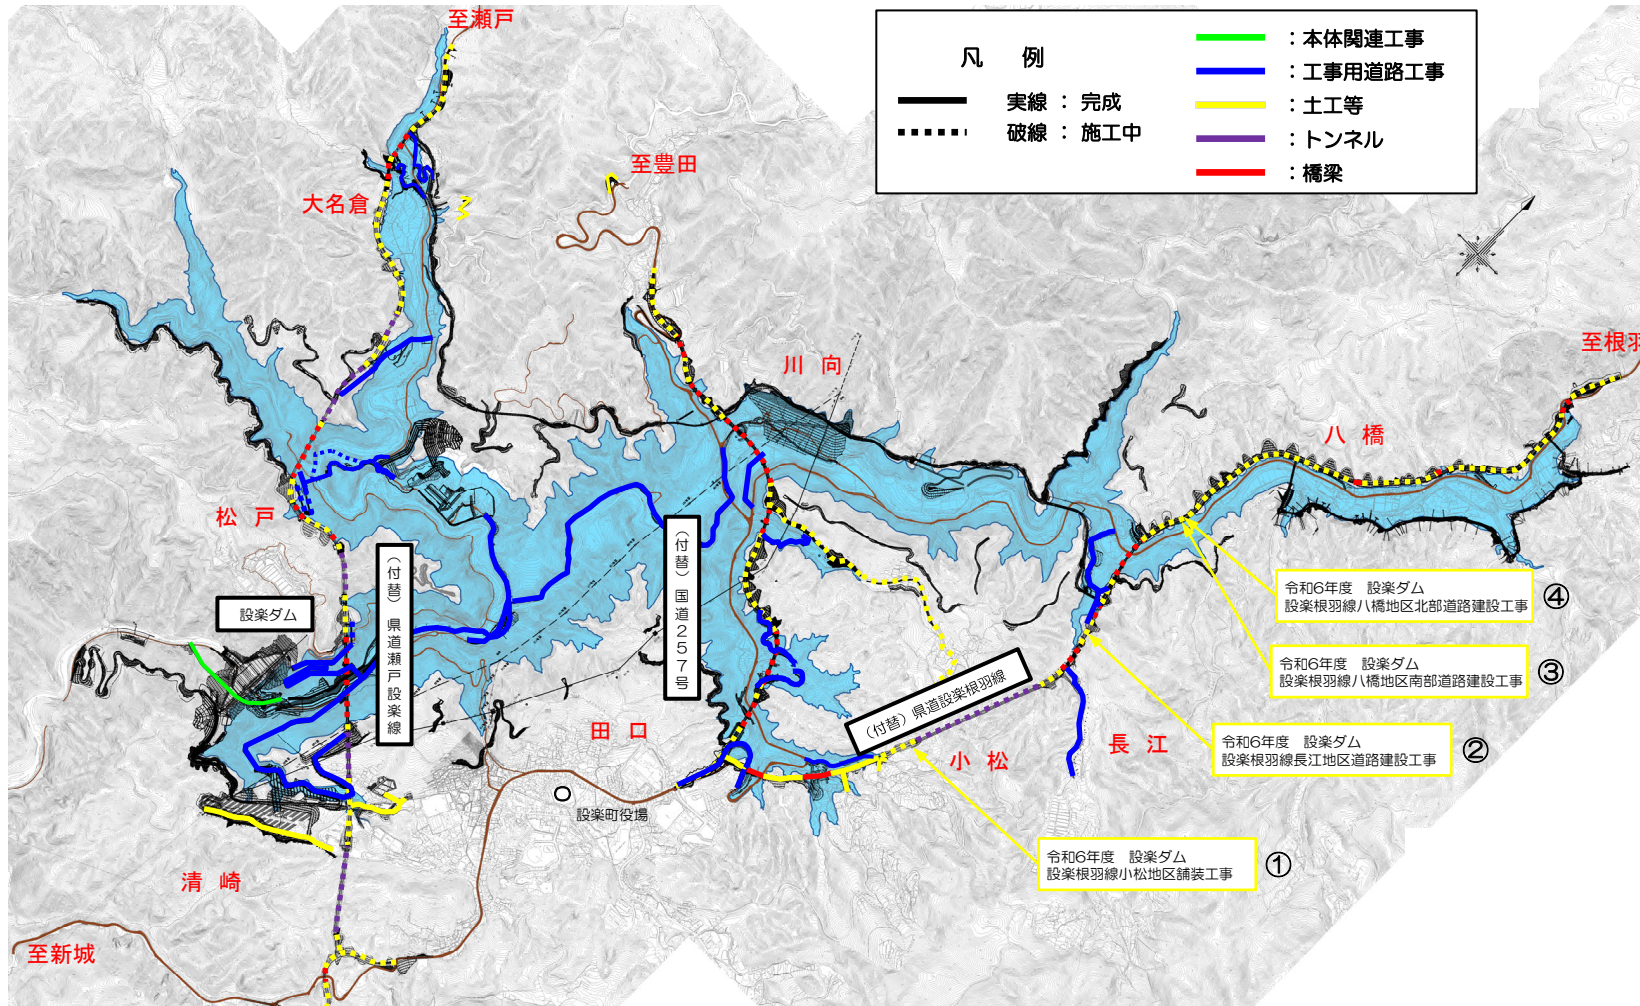 至瀬戸
凡 例
実線 ： 完成
破線 ： 施工中
：本体関連工事
：工事用道路工事
：土工等
：トンネル
：橋梁
至豊田
大名倉
川 向
至根羽
八 橋
松 戸
設楽ダム
（付替）県道瀬戸設楽線
（付替）国道257号
（付替）県道設楽根羽線
田 口
小 松
長 江
設楽町役場
清 崎
至新城
令和6年度 設楽ダム
設楽根羽線八橋地区北部道路建設工事
④
令和6年度 設楽ダム
設楽根羽線八橋地区南部道路建設工事
③
令和6年度 設楽ダム
設楽根羽線長江地区道路建設工事
②
令和6年度 設楽ダム
設楽根羽線小松地区舗装工事
①